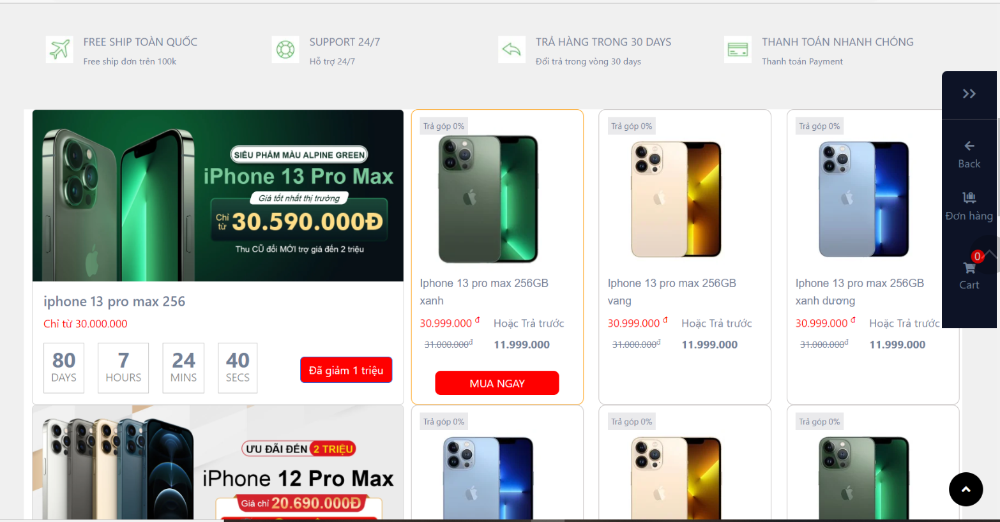 FREE SHIP TOÀN QUỐC
Free ship đơn trên 100k
SUPPORT 24/7
Hỗ trợ 24/7
TRẢ HÀNG TRONG 30 DAYS
Đổi trả trong vòng 30 days
THANH TOÁN NHANH CHÓNG
Thanh toán Payment
Back
Đơn hàng
0
Cart
SIÊU PHẨM MÀU ALPINE GREEN
iPhone 13 Pro Max
Giá tốt nhất thị trường
Chỉ từ 30.590.000Đ
Thu CŨ đổi MỚI trợ giá đến 2 triệu
iphone 13 pro max 256
Chỉ từ 30.000.000
80 DAYS
7 HOURS
24 MINS
40 SECS
Đã giảm 1 triệu
Trả góp 0%
Iphone 13 pro max 256GB
xanh
30.999.000 đ Hoặc Trả trước
31.000.000đ 11.999.000
MUA NGAY
Trả góp 0%
Iphone 13 pro max 256GB
vang
30.999.000 đ Hoặc Trả trước
31.000.000đ 11.999.000
Trả góp 0%
Iphone 13 pro max 256GB
xanh dương
30.999.000 đ Hoặc Trả trước
31.000.000đ 11.999.000
ƯU ĐÃI ĐẾN 2 TRIỆU
iPhone 12 Pro Max
Giá chỉ 20.690.000Đ
Trả góp 0%
Trả góp 0%
Trả góp 0%